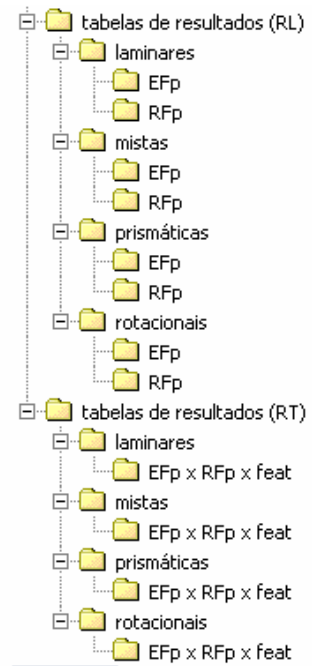 tabelas de resultados (RL)
laminares
EFp
RFp
mistas
EFp
RFp
prismáticas
EFp
RFp
rotacionais
EFp
RFp
tabelas de resultados (RT)
laminares
EFp x RFp x feat
mistas
EFp x RFp x feat
prismáticas
EFp x RFp x feat
rotacionais
EFp x RFp x feat